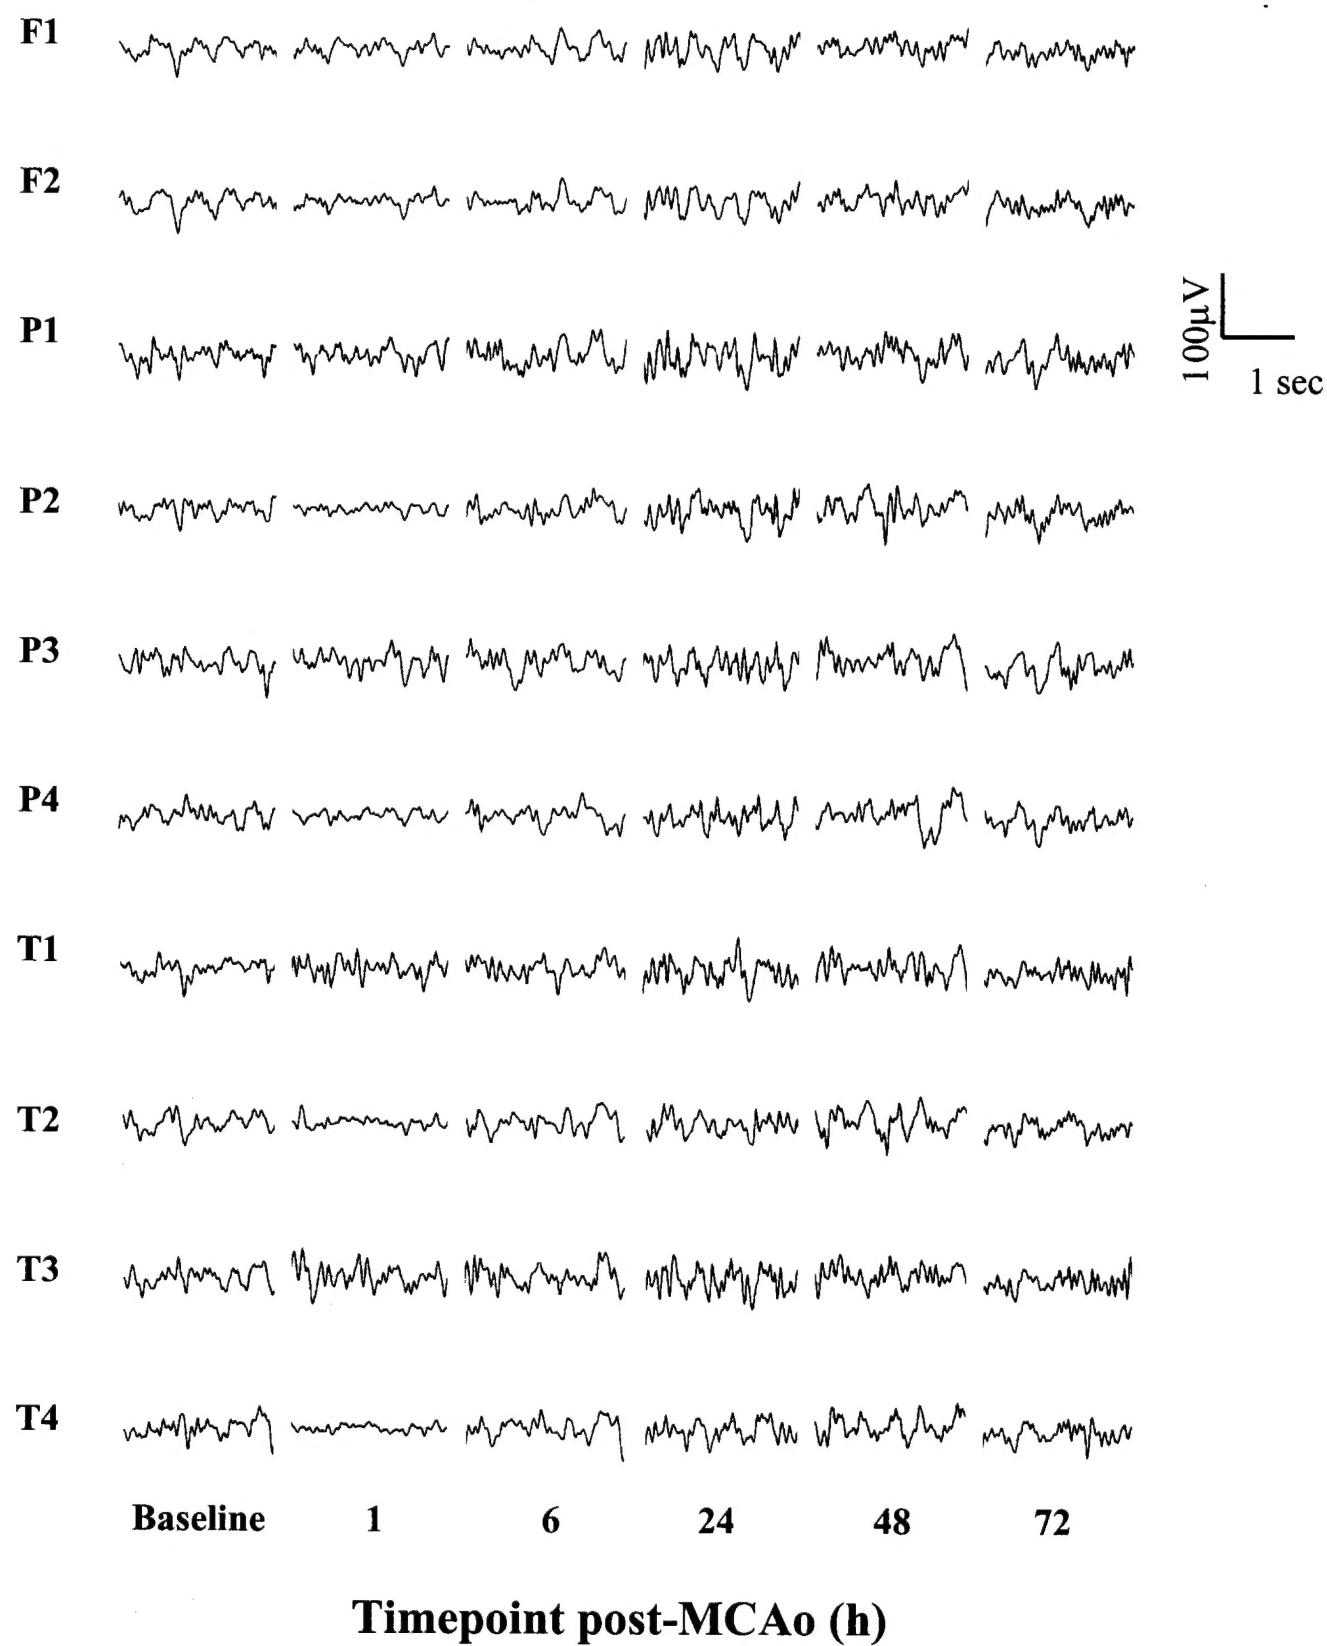 F1
F2
P1
100µV
1 sec
P2
P3
P4
T1
T2
T3
T4
Baseline 1 6 24 48 72
Timepoint post-MCAo (h)